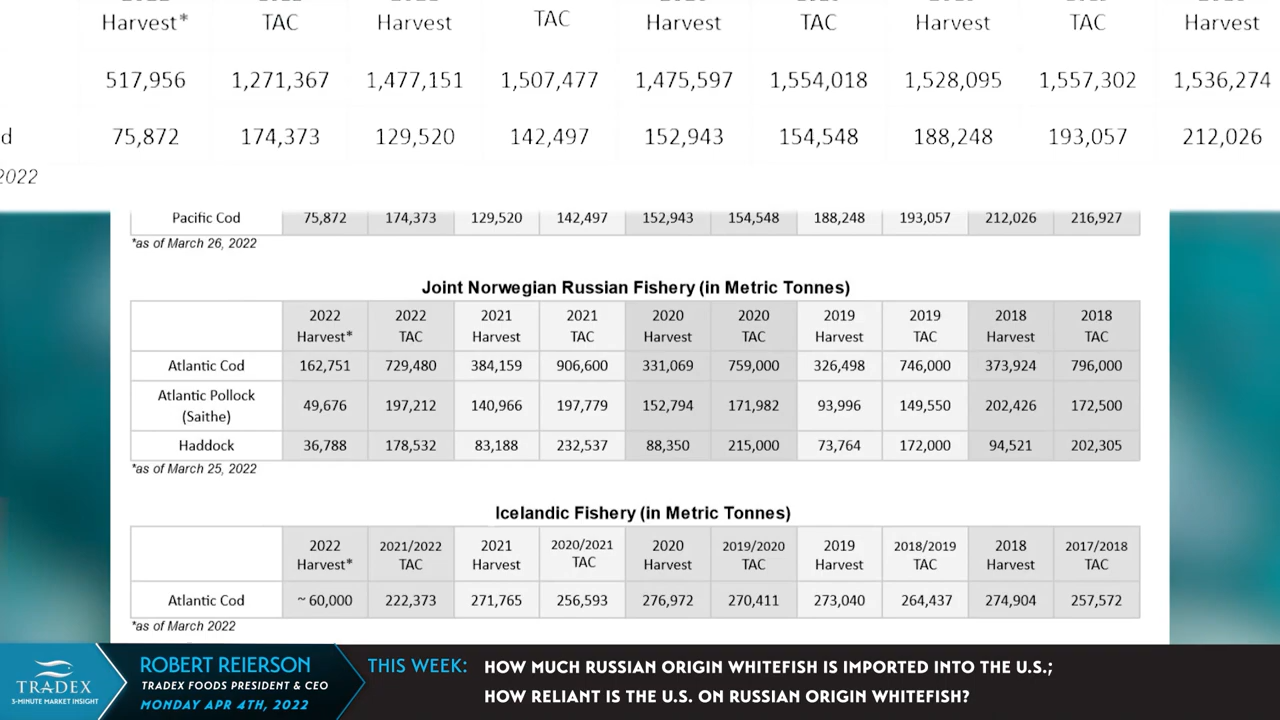 Harvest* TAC Harvest TAC Harvest TAC Harvest TAC Harvest
517,956 1,271,367 1,477,151 1,507,477 1,475,597 1,554,018 1,528,095 1,557,302 1,536,274
d 75,872 174,373 129,520 142,497 152,943 154,548 188,248 193,057 212,026
2022
Pacific Cod 75,872 174,373 129,520 142,497 152,943 154,548 188,248 193,057 212,026 216,927
*as of March 26, 2022
Joint Norwegian Russian Fishery (in Metric Tonnes)
2022 2022 2021 2021 2020 2020 2019 2019 2018 2018
Harvest* TAC Harvest TAC Harvest TAC Harvest TAC Harvest TAC
Atlantic Cod 162,751 729,480 384,159 906,600 331,069 759,000 326,498 746,000 373,924 796,000
Atlantic Pollock
(Saithe) 49,676 197,212 140,966 197,779 152,794 171,982 93,996 149,550 202,426 172,500
Haddock 36,788 178,532 83,188 232,537 88,350 215,000 73,764 172,000 94,521 202,305
*as of March 25, 2022
Icelandic Fishery (in Metric Tonnes)
2022 2021/2022 2021 2020/2021 2020 2019/2020 2019 2018/2019 2018 2017/2018
Harvest* TAC Harvest TAC Harvest TAC Harvest TAC Harvest TAC
Atlantic Cod ~ 60,000 222,373 271,765 256,593 276,972 270,411 273,040 264,437 274,904 257,572
*as of March 2022
TRADEX
3-MINUTE MARKET INSIGHT
ROBERT REIERSON
TRADEX FOODS PRESIDENT & CEO
MONDAY APR 4TH, 2022
THIS WEEK: HOW MUCH RUSSIAN ORIGIN WHITEFISH IS IMPORTED INTO THE U.S.;
HOW RELIANT IS THE U.S. ON RUSSIAN ORIGIN WHITEFISH?